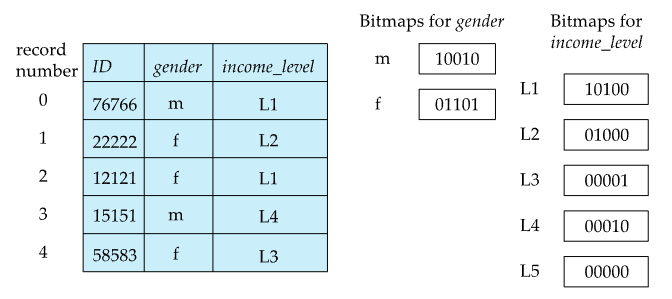 Bitmaps for gender
Bitmaps for
income_level
record
number
ID gender income_level
m 10010
f 01101
0 76766 m L1
1 22222 f L2
2 12121 f L1
3 15151 m L4
4 58583 f L3
L1 10100
L2 01000
L3 00001
L4 00010
L5 00000